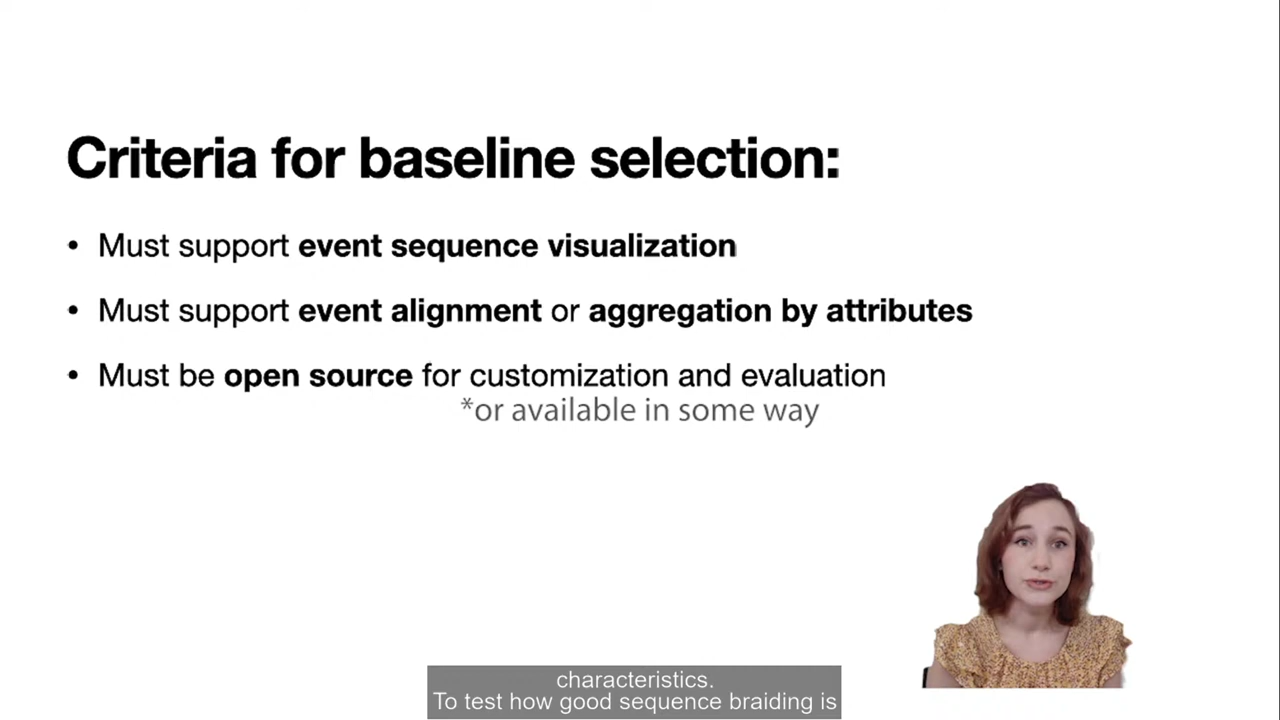 Criteria for baseline selection:
• Must support event sequence visualization
• Must support event alignment or aggregation by attributes
• Must be open source for customization and evaluation
*or available in some way
characteristics.
To test how good sequence braiding is